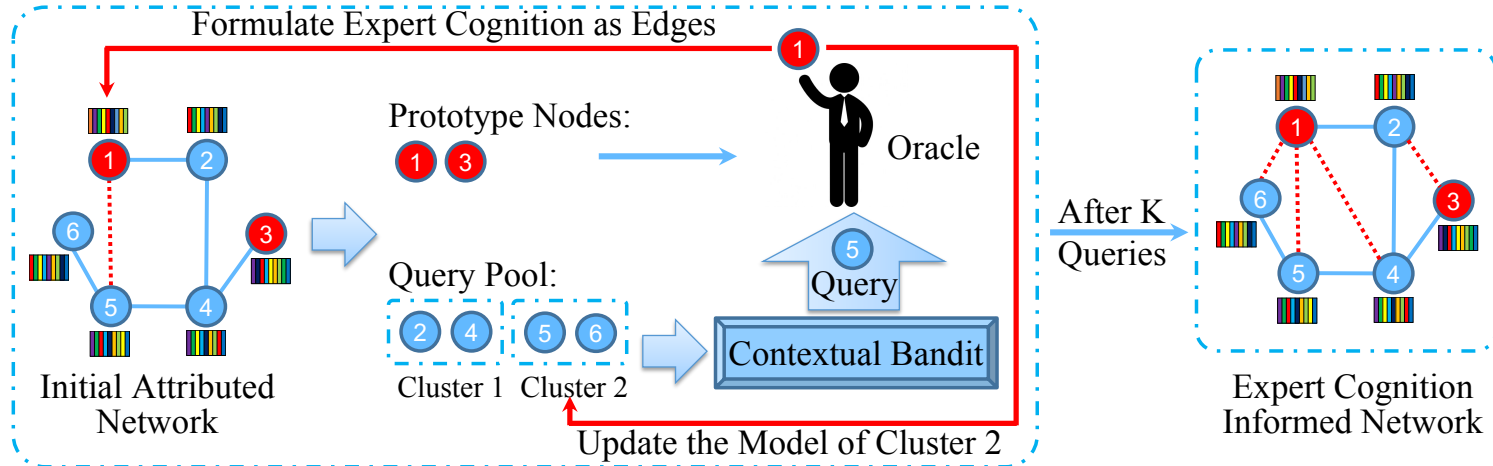 Formulate Expert Cognition as Edges
1
1
2
6
3
5
4
Initial Attributed
Network
Prototype Nodes:
1 3
Oracle
Query Pool:
2 4 5 6
Cluster 1 Cluster 2
5
Query
Contextual Bandit
Update the Model of Cluster 2
After K
Queries
1
2
6
3
5
4
Expert Cognition
Informed Network